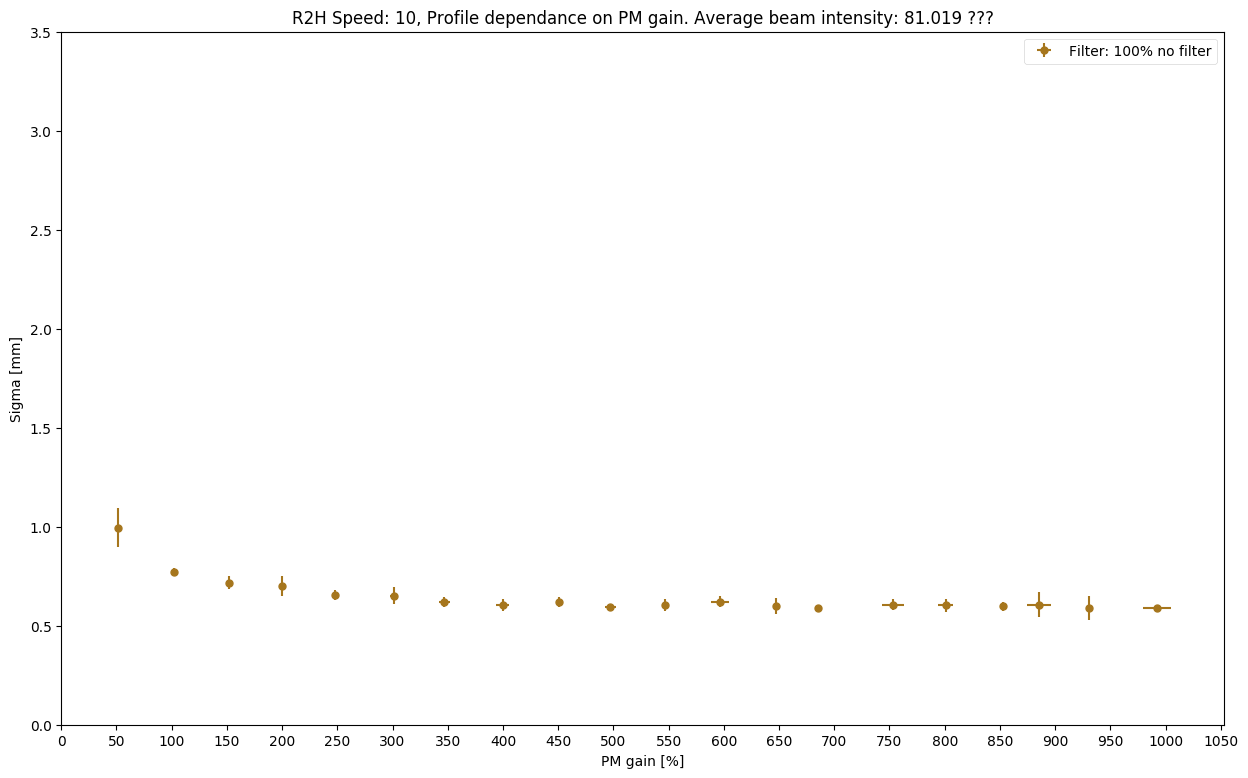 R2H Speed: 10, Profile dependance on PM gain. Average beam intensity: 81.019 ???
Filter: 100% no filter
Sigma [mm]
3.5
3.0
2.5
2.0
1.5
1.0
0.5
0.0
0 50 100 150 200 250 300 350 400 450 500 550 600 650 700 750 800 850 900 950 1000 1050
PM gain [%]